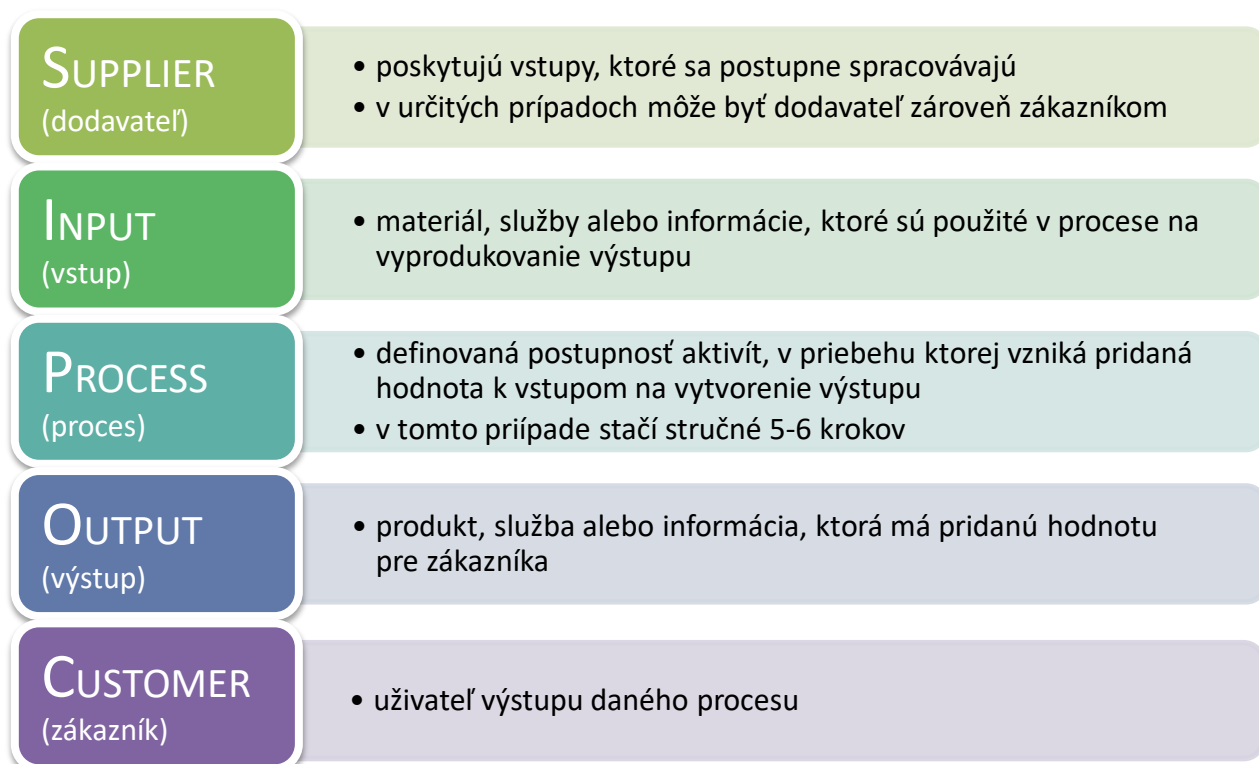 SUPPLIER
(dodavateľ)
• poskytujú vstupy, ktoré sa postupne spracovávajú
• v určitých prípadoch môže byť dodavateľ zároveň zákazníkom
INPUT
(vstup)
• materiál, služby alebo informácie, ktoré sú použité v procese na
vyprodukovanie výstupu
PROCESS
(proces)
• definovaná postupnosť aktivít, v priebehu ktorej vzniká pridaná
hodnota k vstupom na vytvorenie výstupu
• v tomto priípade stačí stručné 5-6 krokov
OUTPUT
(výstup)
• produkt, služba alebo informácia, ktorá má pridanú hodnotu
pre zákazníka
CUSTOMER
(zákazník)
• uživateľ výstupu daného procesu